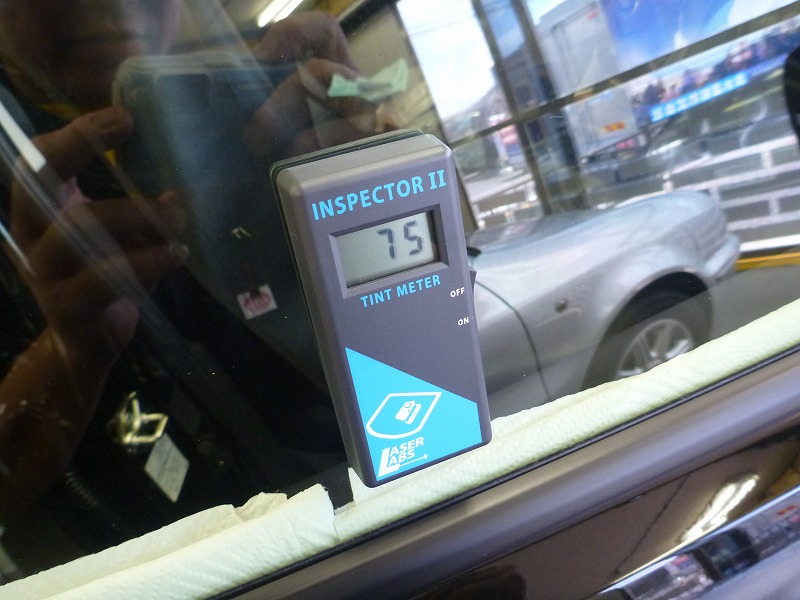 INSPECTOR II
75
TINT METER
OFF
ON
LASER
LABS